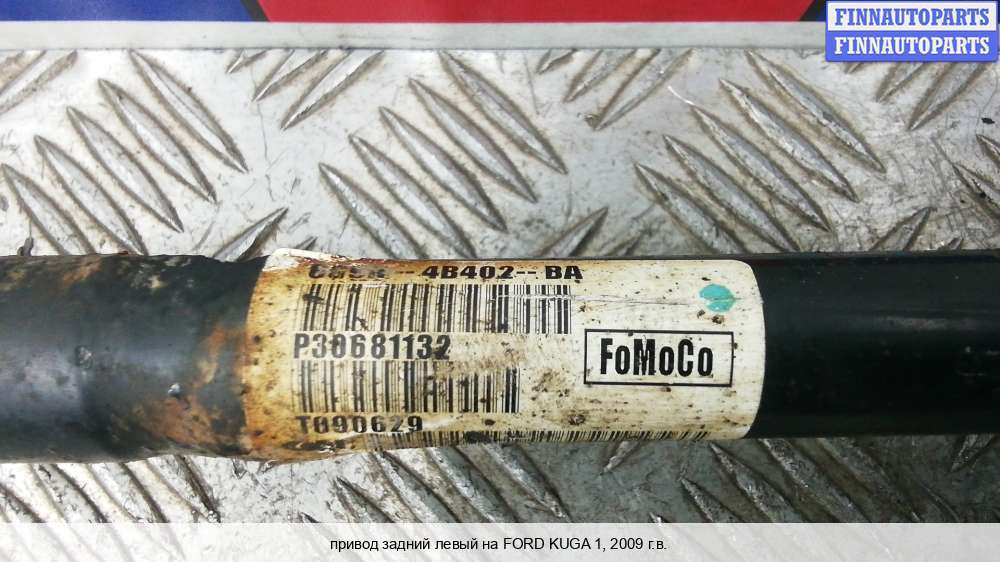 FINNAUTOPARTS
FINNAUTOPARTS
--4B402--BA
P30681132
FoMoCo
T090629
привод задний левый на FORD KUGA 1, 2009 г.в.